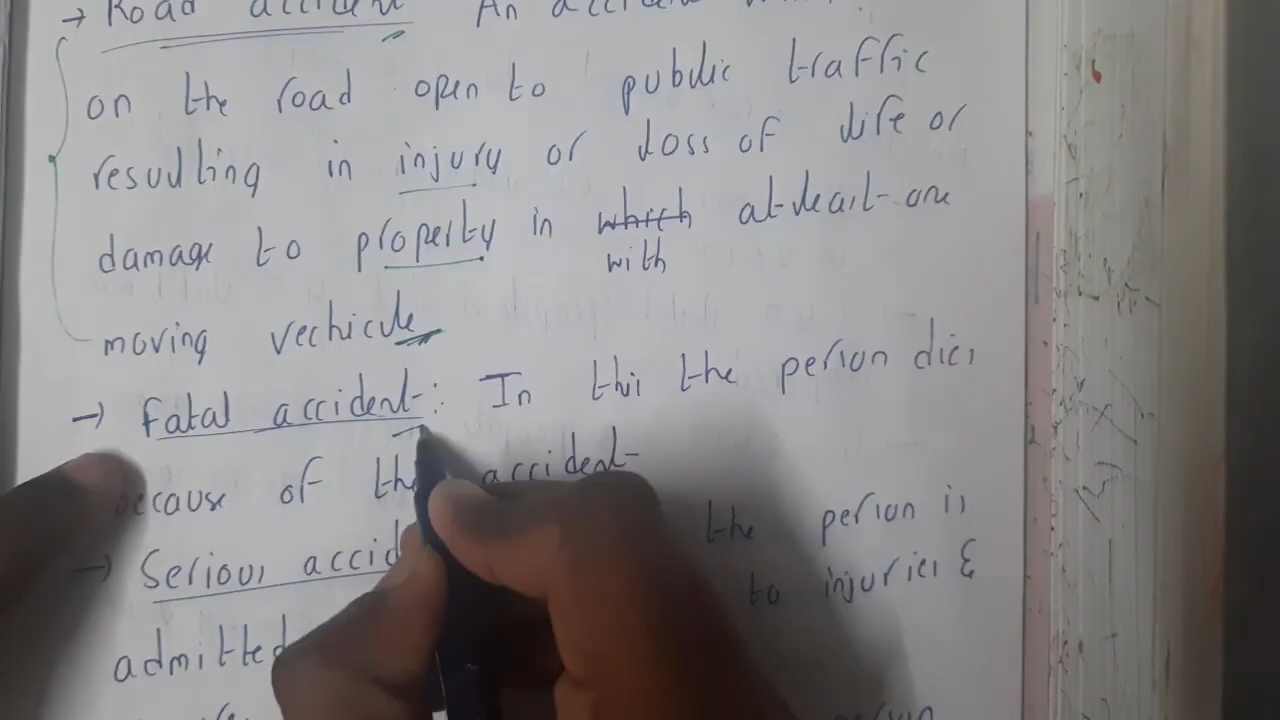 → Road accident An accident
on the road open to public traffic
resulting in injury or loss of life or
damage to property in which at-least-one
with
moving vechicle
→ Fatal accident: In this the person dies
because of the accident
→ Serious accid the person is
to injuries &
admitted